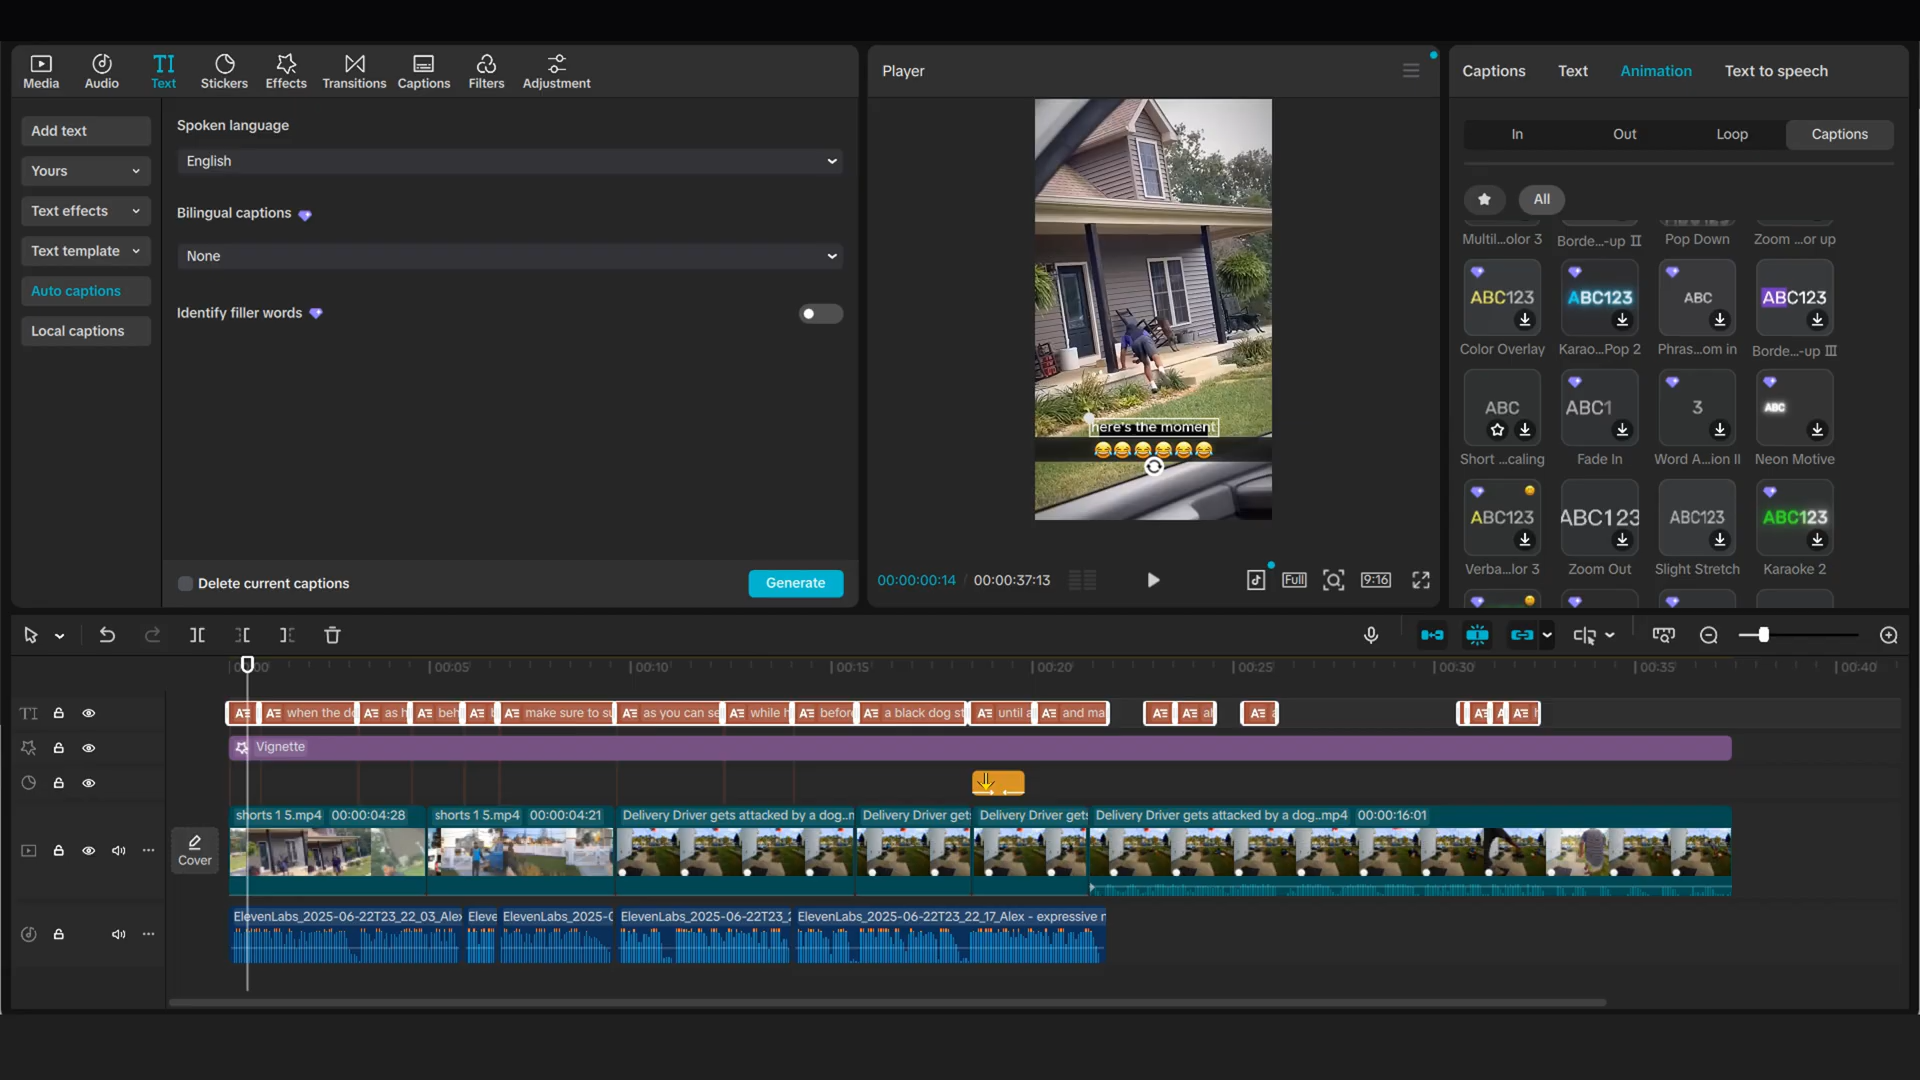 Media
Audio
Text
Stickers
Effects
Transitions
Captions
Filters
Adjustment
Add text
Yours
Text effects
Text template
Auto captions
Local captions
Spoken language
English
Bilingual captions
None
Identify filler words
Delete current captions
Generate
Player
here's the moment
00:00:00:14 / 00:00:37:13
Full
9:16
Captions
Text
Animation
Text to speech
In
Out
Loop
Captions
All
Multil...olor 3
Borde...-up II
Pop Down
Zoom ...or up
ABC123
ABC123
ABC
ABC123
Color Overlay
Karao...Pop 2
Phras...om in
Borde...-up III
ABC
ABC1
3
ABC
Short ...caling
Fade In
Word A...ion II
Neon Motive
ABC123
ABC123
ABC123
ABC123
Verba...lor 3
Zoom Out
Slight Stretch
Karaoke 2
00:00
00:05
00:10
00:15
00:20
00:25
00:30
00:35
00:40
when the d
as h
beh
make sure to su
as you can se
while h
before
a black dog st
until a
and ma
Vignette
Cover
shorts 1 5.mp4 00:00:04:28
shorts 1 5.mp4 00:00:04:21
Delivery Driver gets attacked by a dog..n
Delivery Driver get
Delivery Driver gets
Delivery Driver gets attacked by a dog..mp4 00:00:16:01
ElevenLabs_2025-06-22T23_22_03_Alex
Eleve
ElevenLabs_2025-0
ElevenLabs_2025-06-22T23_2
ElevenLabs_2025-06-22T23_22_17_Alex - expressive n